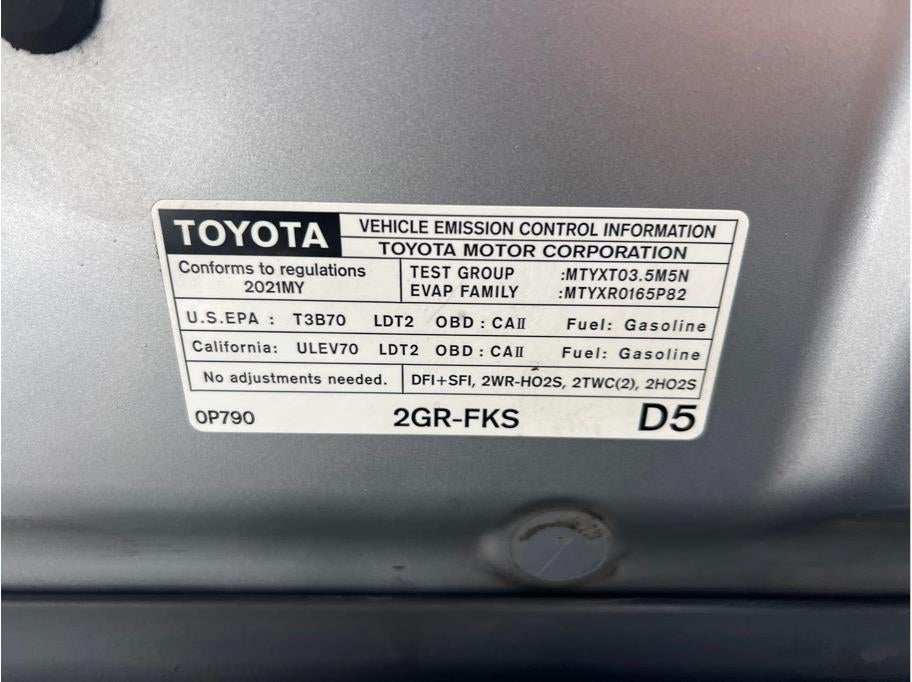 TOYOTA
VEHICLE EMISSION CONTROL INFORMATION
TOYOTA MOTOR CORPORATION
Conforms to regulations
2021MY
TEST GROUP :MTYXT03.5M5N
EVAP FAMILY :MTYXR0165P82
U.S.EPA : T3B70 LDT2 OBD : CAⅡ Fuel: Gasoline
California: ULEV70 LDT2 OBD : CAⅡ Fuel: Gasoline
No adjustments needed.
DFI+SFI, 2WR-HO2S, 2TWC(2), 2HO2S
0P790 2GR-FKS D5